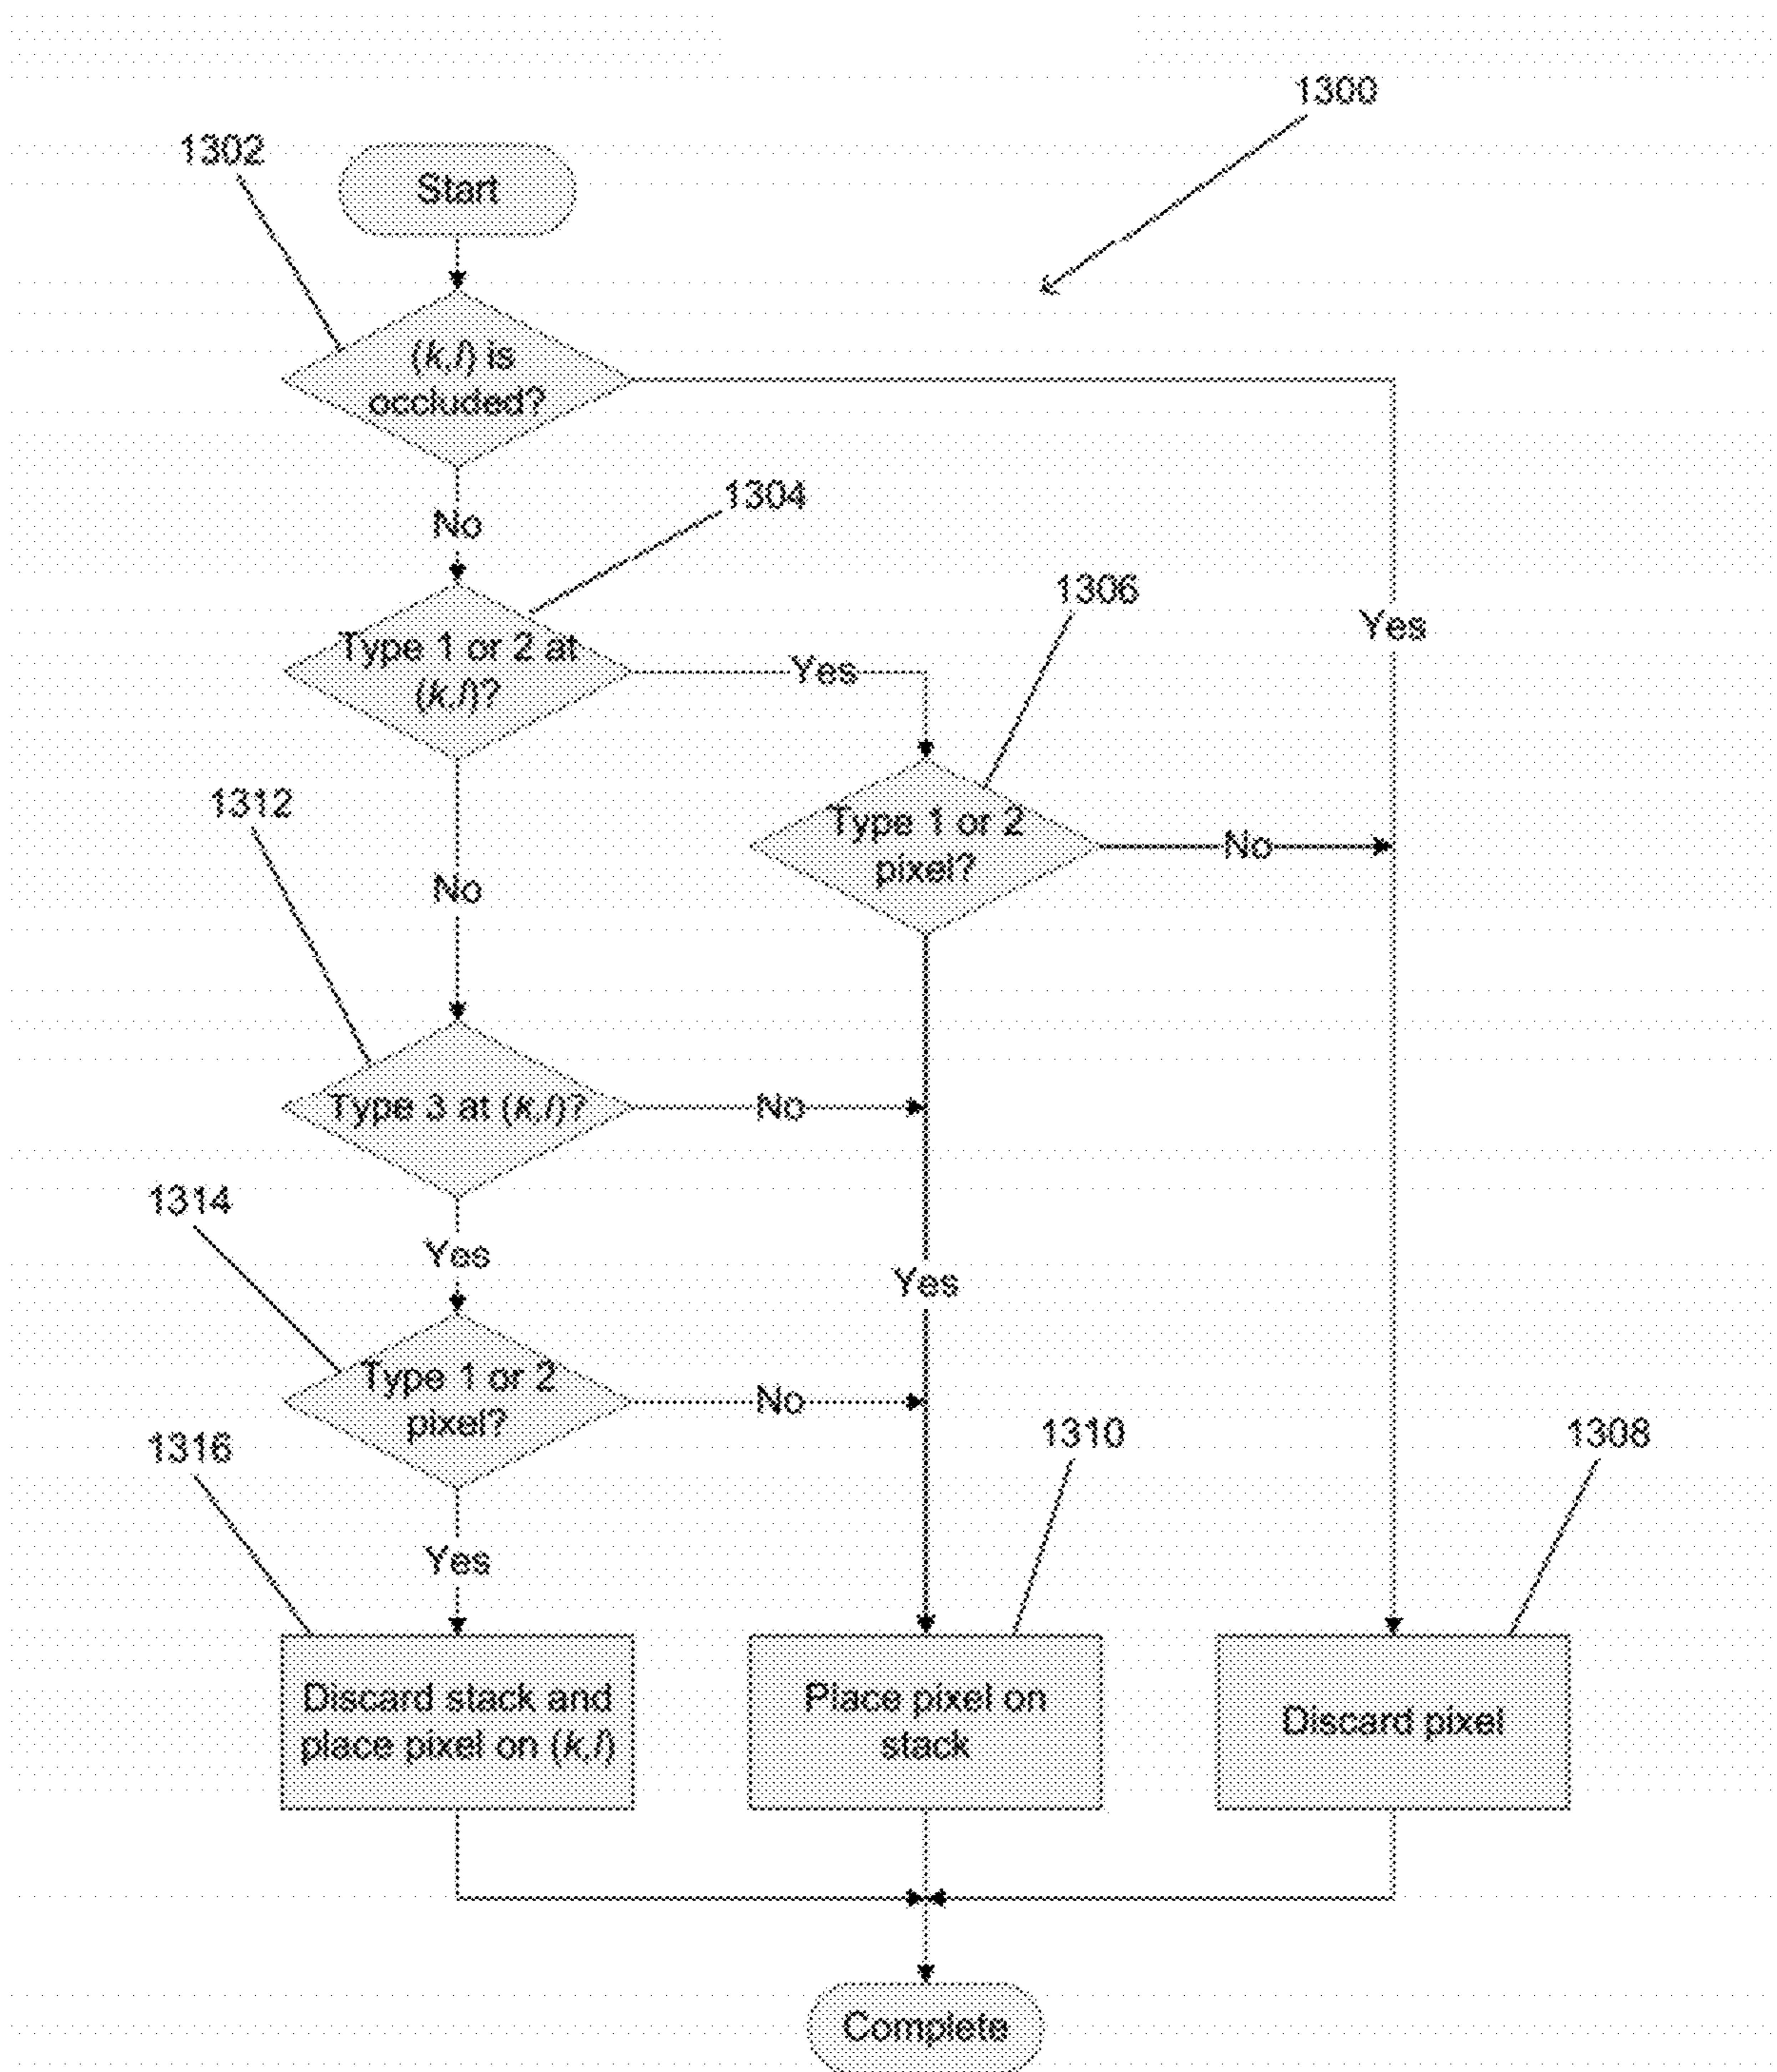 1300
1302
Start
(k,l) is
occluded?
No
1304
Type 1 or 2 at
(k,l)?
Yes
1306
Yes
Type 1 or 2
pixel?
No
1312
No
Type 3 at (k,l)?
No
1314
Yes
Yes
Type 1 or 2
pixel?
No
1316
1310
1308
Yes
Discard stack and
place pixel on (k,l)
Place pixel on
stack
Discard pixel
Complete